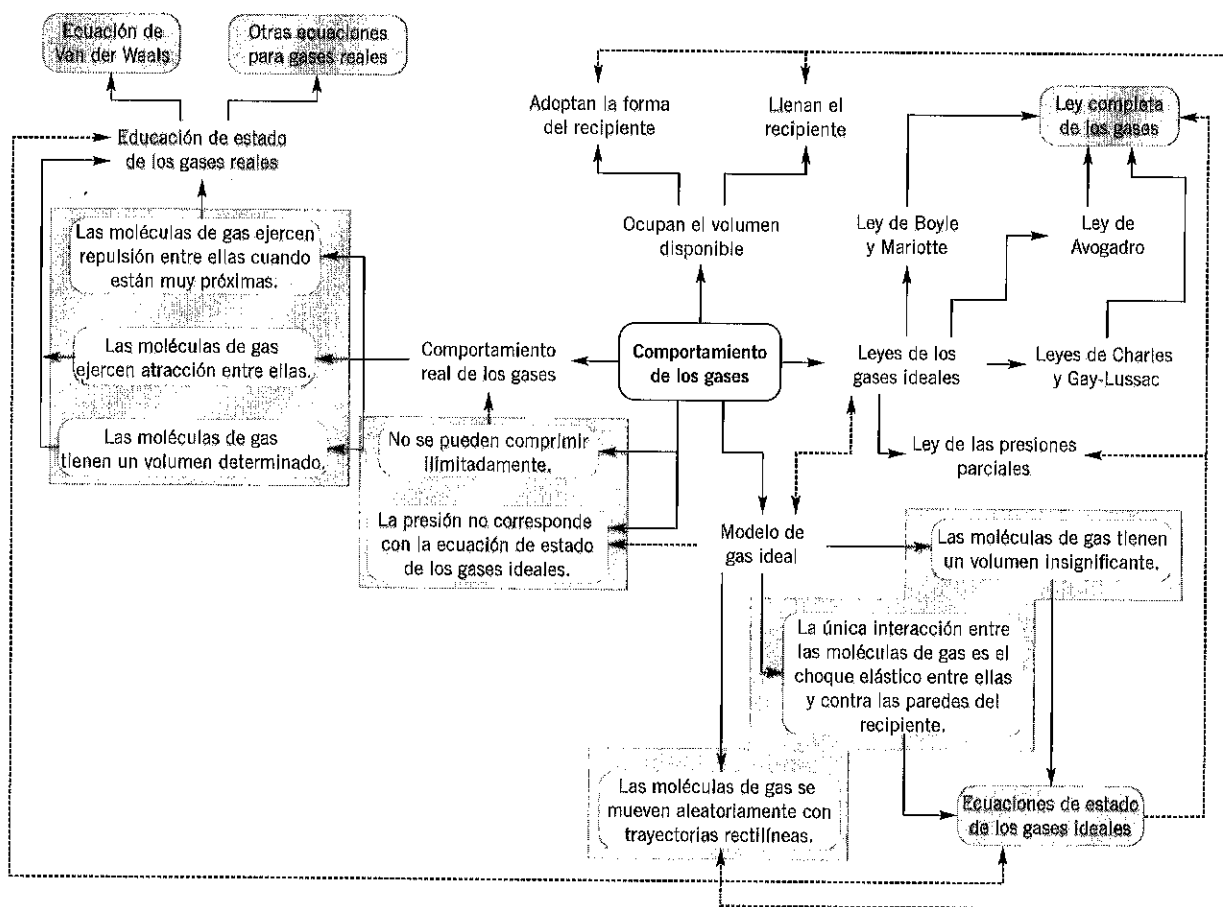 Ecuación de
Van der Waals
Otras ecuaciones
para gases reales
Educación de estado
de los gases reales
Adoptan la forma
del recipiente
Llenan el
recipiente
Ley completa
de los gases
Las moléculas de gas ejercen
repulsión entre ellas cuando
están muy próximas.
Ocupan el volumen
disponible
Ley de Boyle
y Mariotte
Ley de
Avogadro
Las moléculas de gas
ejercen atracción entre ellas.
Comportamiento
real de los gases
Comportamiento
de los gases
Leyes de los
gases ideales
Leyes de Charles
y Gay-Lussac
Las moléculas de gas
tienen un volumen determinado.
No se pueden comprimir
ilimitadamente.
Ley de las presiones
parciales
La presión no corresponde
con la ecuación de estado
de los gases ideales.
Modelo de
gas ideal
Las moléculas de gas tienen
un volumen insignificante.
La única interacción entre
las moléculas de gas es el
choque elástico entre ellas
y contra las paredes del
recipiente.
Las moléculas de gas se
mueven aleatoriamente con
trayectorias rectilíneas.
Ecuaciones de estado
de los gases ideales